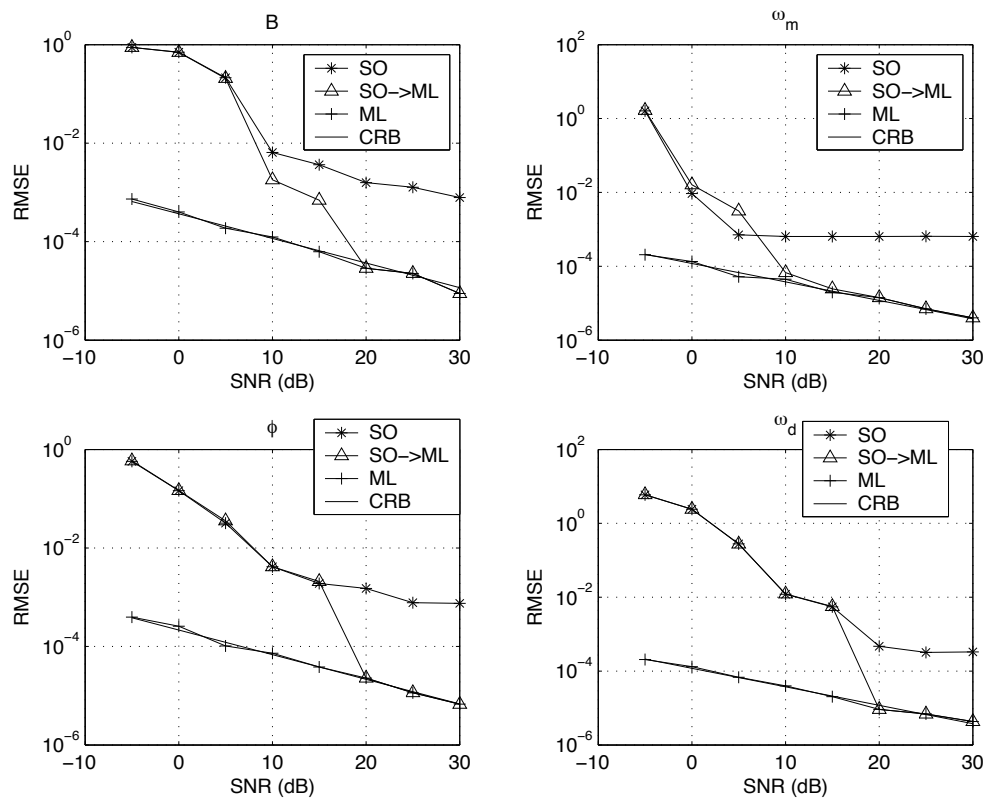 B
10^0
10^−2
10^−4
10^−6
RMSE
−10 0 10 20 30
SNR (dB)
SO
SO−>ML
ML
CRB
ω_m
10^2
10^0
10^−2
10^−4
10^−6
RMSE
−10 0 10 20 30
SNR (dB)
SO
SO−>ML
ML
CRB
ϕ
10^0
10^−2
10^−4
10^−6
RMSE
−10 0 10 20 30
SNR (dB)
SO
SO−>ML
ML
CRB
ω_d
10^2
10^0
10^−2
10^−4
10^−6
RMSE
−10 0 10 20 30
SNR (dB)
SO
SO−>ML
ML
CRB